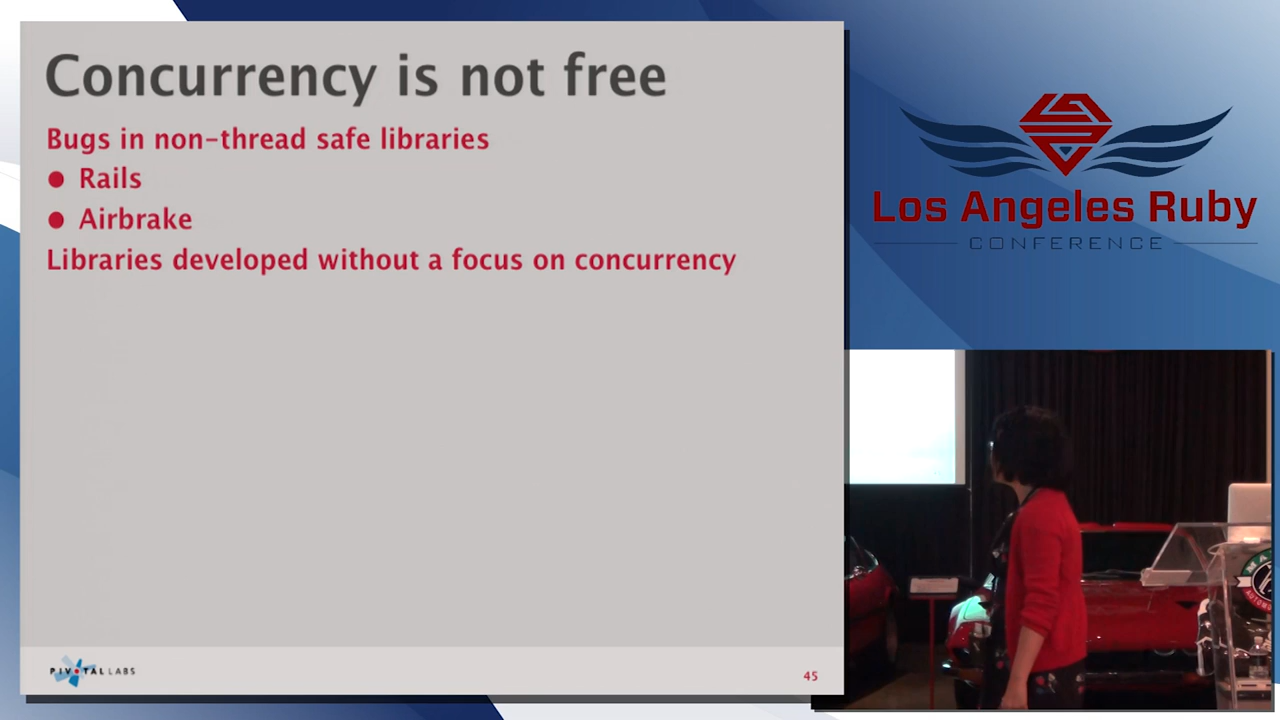 Concurrency is not free
Bugs in non-thread safe libraries
● Rails
● Airbrake
Libraries developed without a focus on concurrency
PIVOTAL LABS
45
Los Angeles Ruby
CONFERENCE